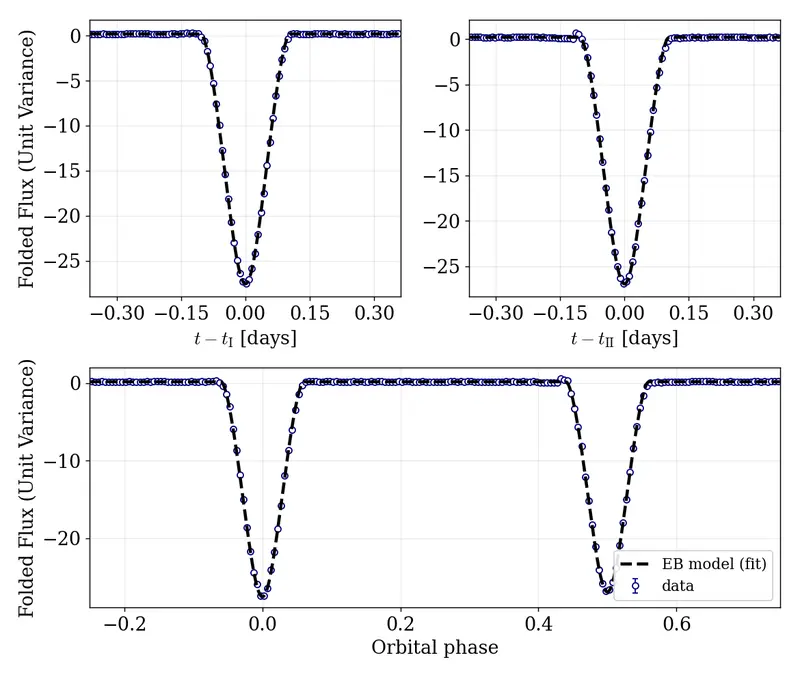 Folded Flux (Unit Variance)
0
−5
−10
−15
−20
−25
−0.30 −0.15 0.00 0.15 0.30
t − tI [days]
0
−5
−10
−15
−20
−25
−0.30 −0.15 0.00 0.15 0.30
t − tII [days]
Folded Flux (Unit Variance)
0
−10
−20
EB model (fit)
data
−0.2 0.0 0.2 0.4 0.6
Orbital phase